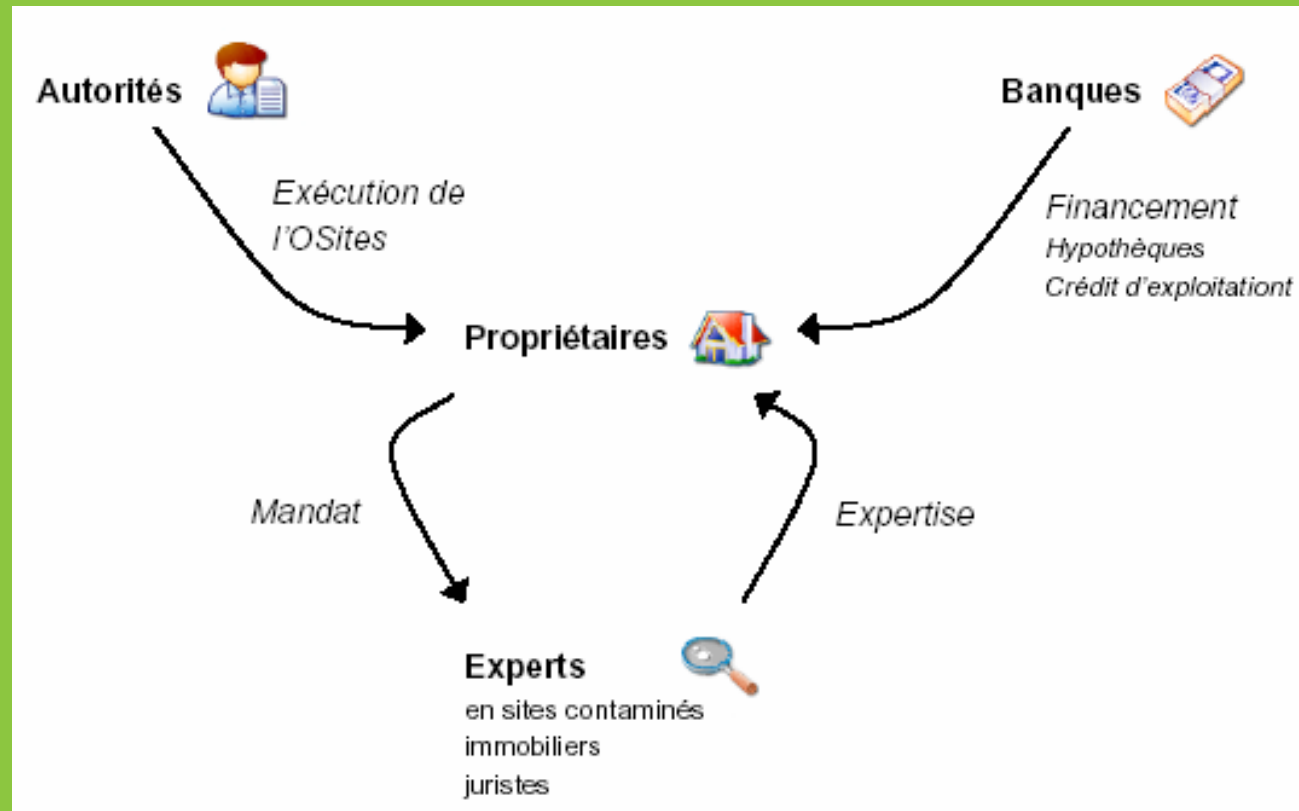 Autorités
Banques
Exécution de
l'OSites
Financement
Hypothèques
Crédit d'exploitationt
Propriétaires
Mandat
Expertise
Experts
en sites contaminés
immobiliers
juristes